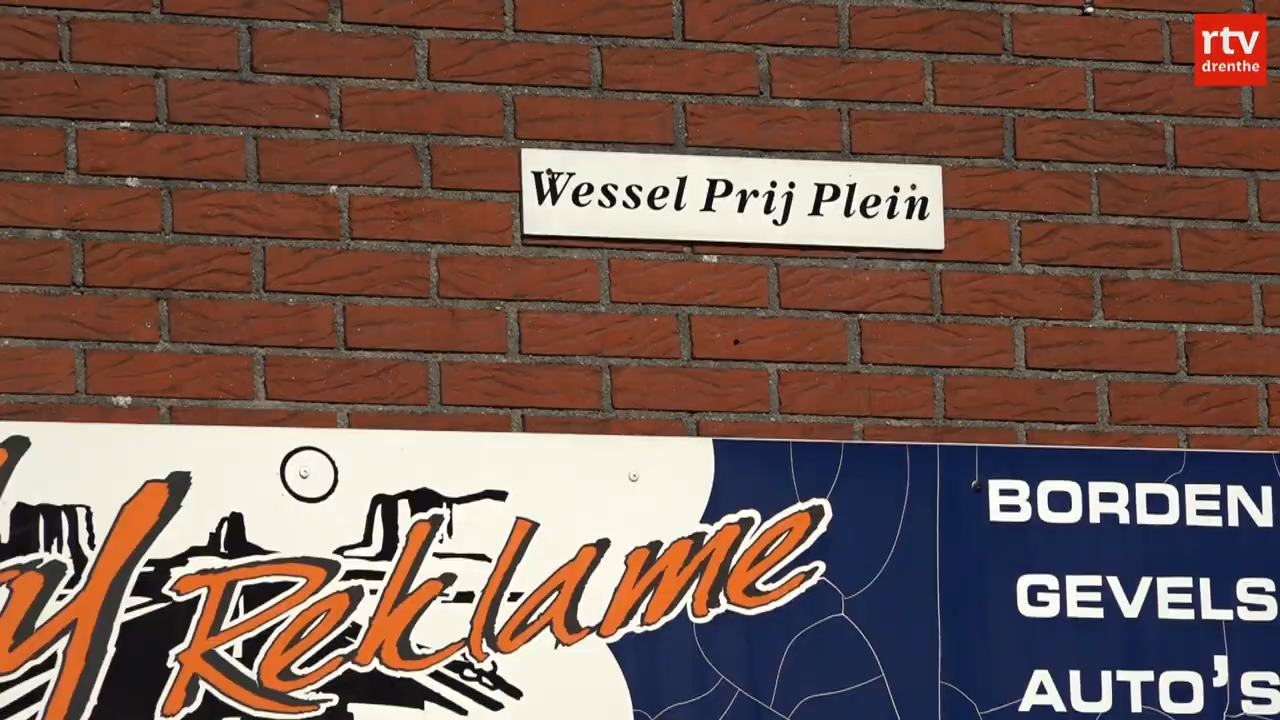 rtv
drenthe
Wessel Prij Plein
Reklame
BORDEN
GEVELS
AUTO'S